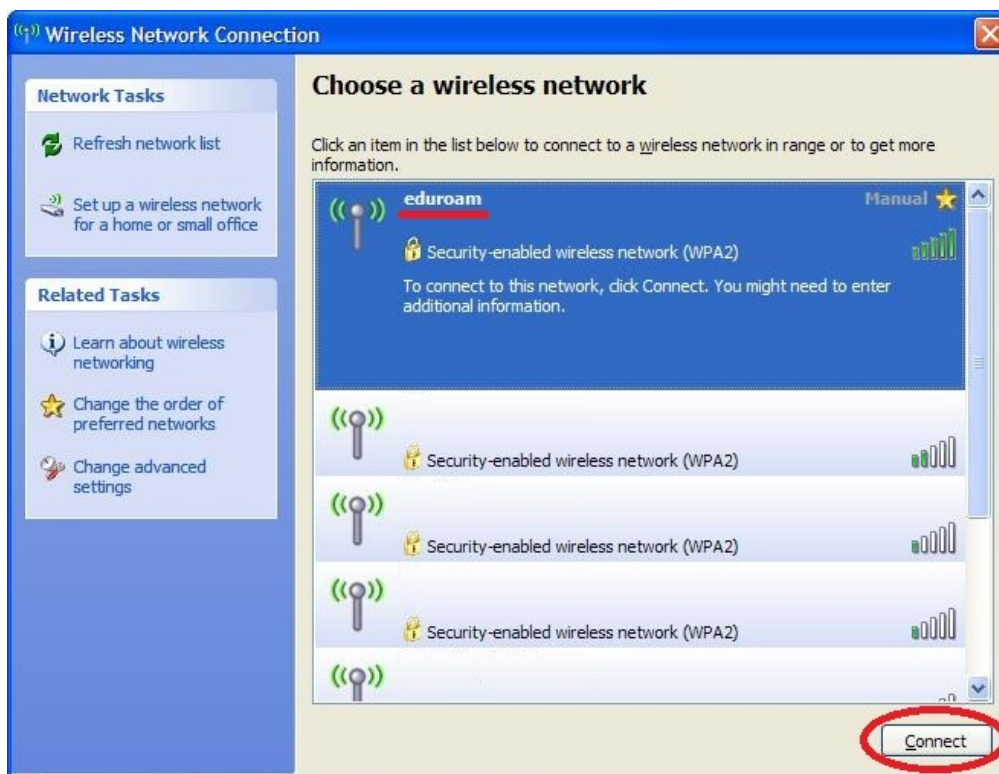 Wireless Network Connection
Network Tasks
Refresh network list
Set up a wireless network
for a home or small office
Related Tasks
Learn about wireless
networking
Change the order of
preferred networks
Change advanced
settings
Choose a wireless network
Click an item in the list below to connect to a wireless network in range or to get more
information.
eduroam
Manual
Security-enabled wireless network (WPA2)
To connect to this network, click Connect. You might need to enter
additional information.
Security-enabled wireless network (WPA2)
Security-enabled wireless network (WPA2)
Security-enabled wireless network (WPA2)
Connect